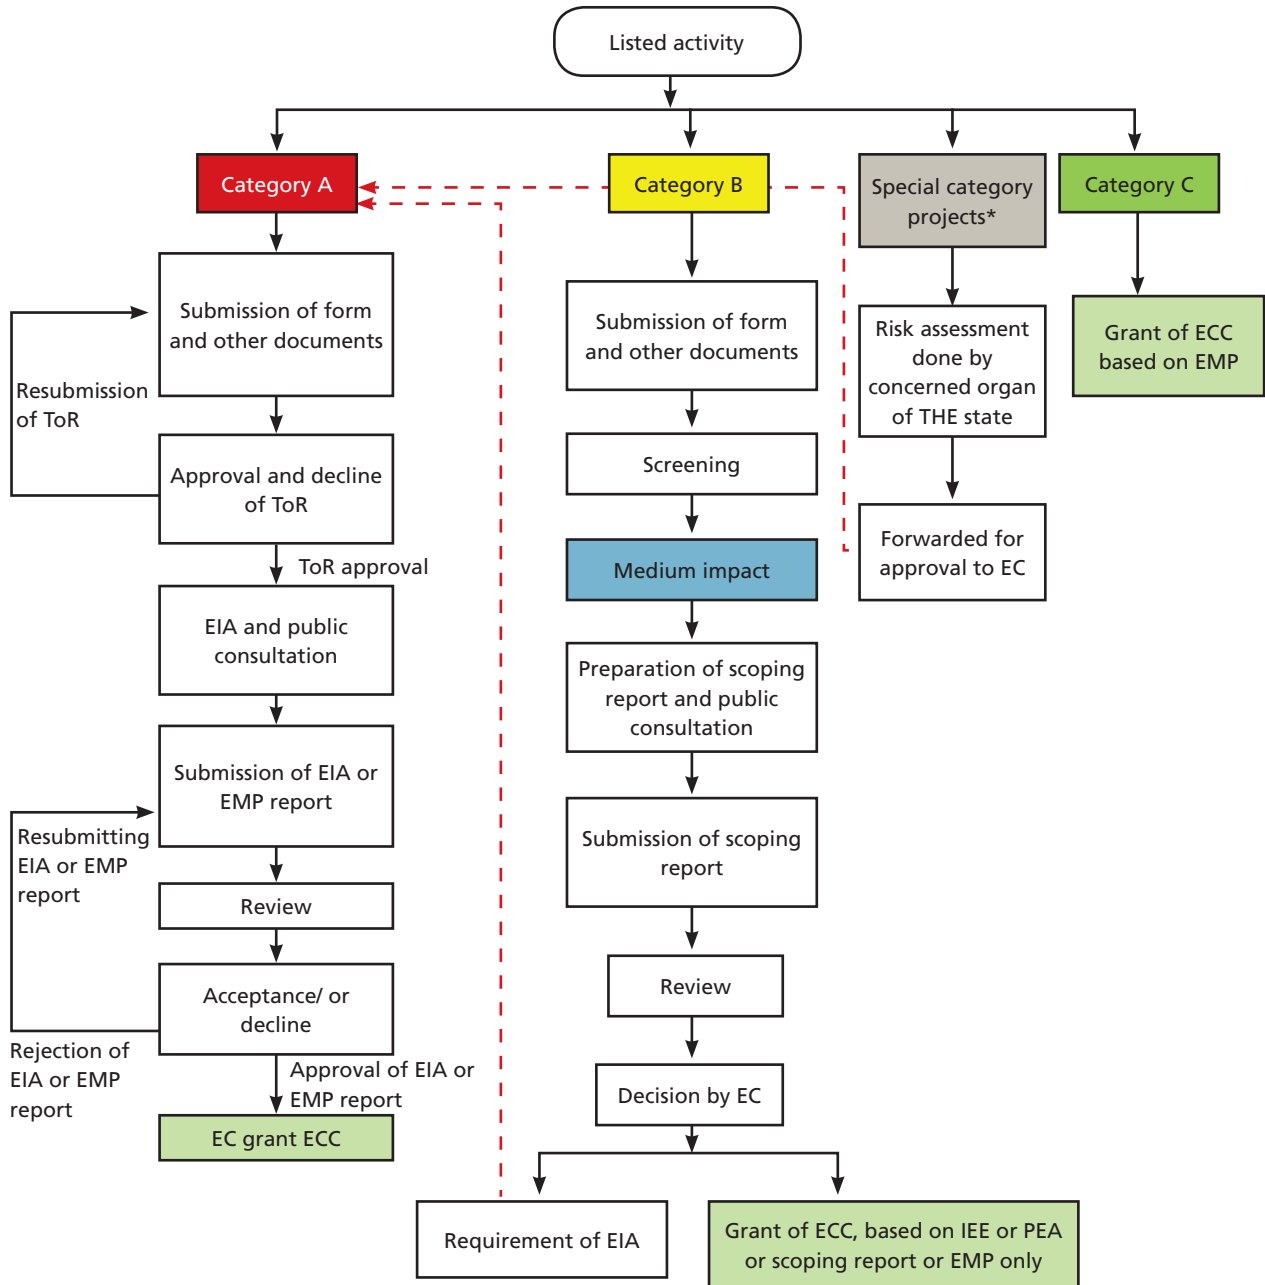 Listed activity
Category A
Category B
Special category
projects*
Category C
Submission of form
and other documents
Resubmission
of ToR
Approval and decline
of ToR
ToR approval
EIA and public
consultation
Submission of EIA or
EMP report
Resubmitting
EIA or EMP
report
Review
Acceptance/ or
decline
Rejection of
EIA or EMP
report
Approval of EIA or
EMP report
EC grant ECC
Submission of form
and other documents
Screening
Medium impact
Preparation of scoping
report and public
consultation
Submission of scoping
report
Review
Decision by EC
Requirement of EIA
Grant of ECC, based on IEE or PEA
or scoping report or EMP only
Risk assessment
done by
concerned organ
of THE state
Forwarded for
approval to EC
Grant of ECC
based on EMP